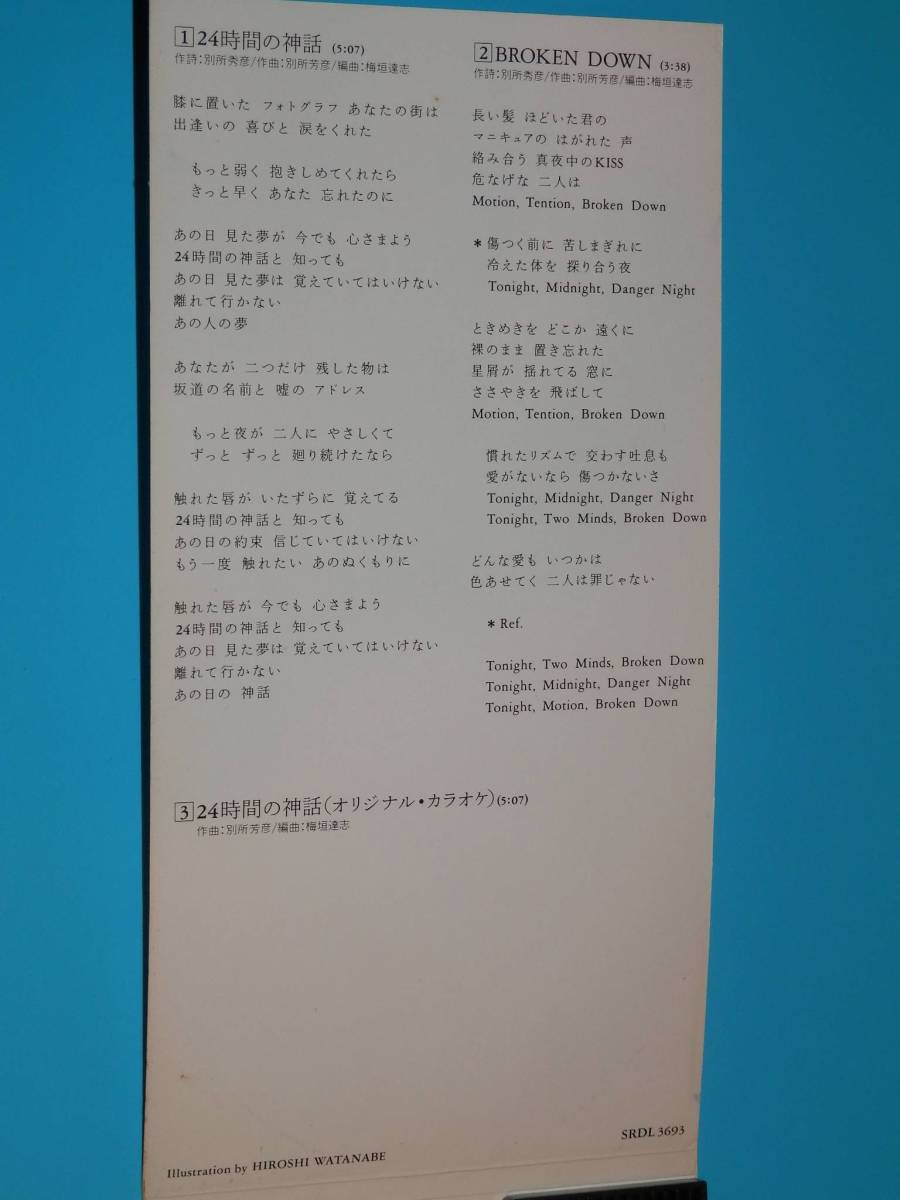 1 24時間の神話 (5:07)
作詩:別所秀彦/作曲:別所芳彦/編曲:梅垣達志
膝に置いた フォトグラフ あなたの街は
出逢いの 喜びと 涙をくれた
もっと弱く 抱きしめてくれたら
きっと早く あなた 忘れたのに
あの日 見た夢が 今でも 心さまよう
24時間の神話と 知っても
あの日 見た夢は 覚えていてはいけない
離れて行かない
あの人の夢
あなたが 二つだけ 残した物は
坂道の名前と 嘘の アドレス
もっと夜が 二人に やさしくて
ずっと ずっと 廻り続けたなら
触れた唇が いたずらに 覚えてる
24時間の神話と 知っても
あの日の約束 信じていてはいけない
もう一度 触れたい あのぬくもりに
触れた唇が 今でも 心さまよう
24時間の神話と 知っても
あの日 見た夢は 覚えていてはいけない
離れて行かない
あの日の 神話
2 BROKEN DOWN (3:38)
作詩:別所秀彦/作曲:別所芳彦/編曲:梅垣達志
長い髪 ほどいた君の
マニキュアの はがれた 声
絡み合う 真夜中のKISS
危なげな 二人は
Motion, Tention, Broken Down
* 傷つく前に 苦しまぎれに
冷えた体を 探り合う夜
Tonight, Midnight, Danger Night
ときめきを どこか 遠くに
裸のまま 置き忘れた
星屑が 揺れてる 窓に
ささやきを 飛ばして
Motion, Tention, Broken Down
慣れたリズムで 交わす吐息も
愛がないなら 傷つかないさ
Tonight, Midnight, Danger Night
Tonight, Two Minds, Broken Down
どんな愛も いつかは
色あせてく 二人は罪じゃない
* Ref.
Tonight, Two Minds, Broken Down
Tonight, Midnight, Danger Night
Tonight, Motion, Broken Down
3 24時間の神話(オリジナル・カラオケ)(5:07)
作曲:別所芳彦/編曲:梅垣達志
SRDL 3693
Illustration by HIROSHI WATANABE